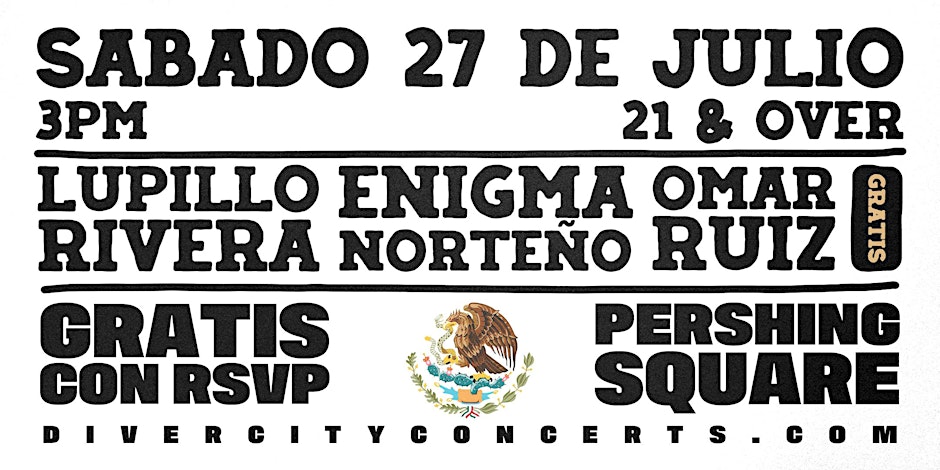 SABADO 27 DE JULIO
3PM 21 & OVER
LUPILLO RIVERA
ENIGMA NORTEÑO
OMAR RUIZ
GRATIS
GRATIS CON RSVP
PERSHING SQUARE
DIVERCITYCONCERTS.COM